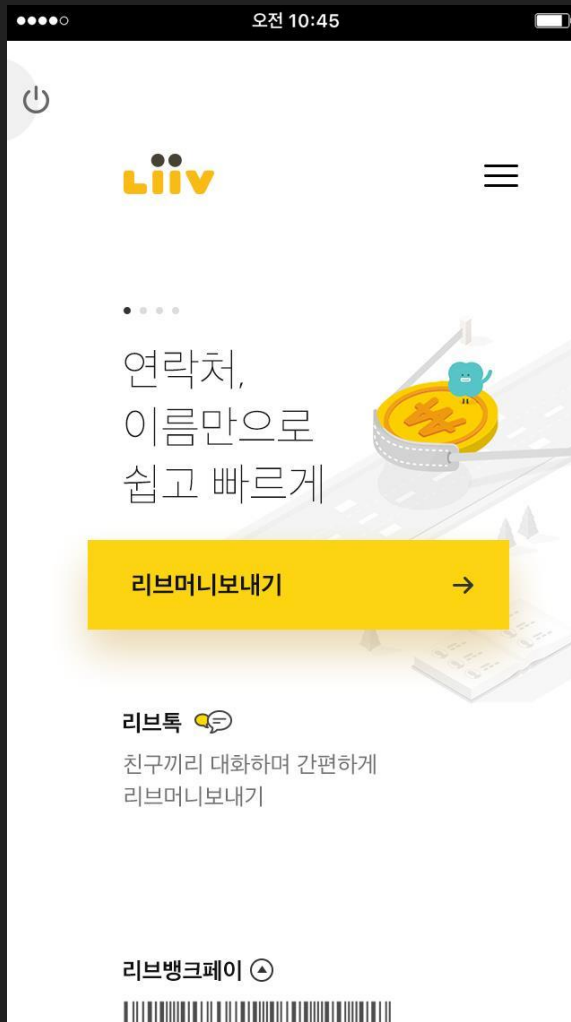 오전 10:45
Liiv
연락처,
이름만으로
쉽고 빠르게
리브머니보내기
리브톡
친구끼리 대화하며 간편하게
리브머니보내기
리브뱅크페이